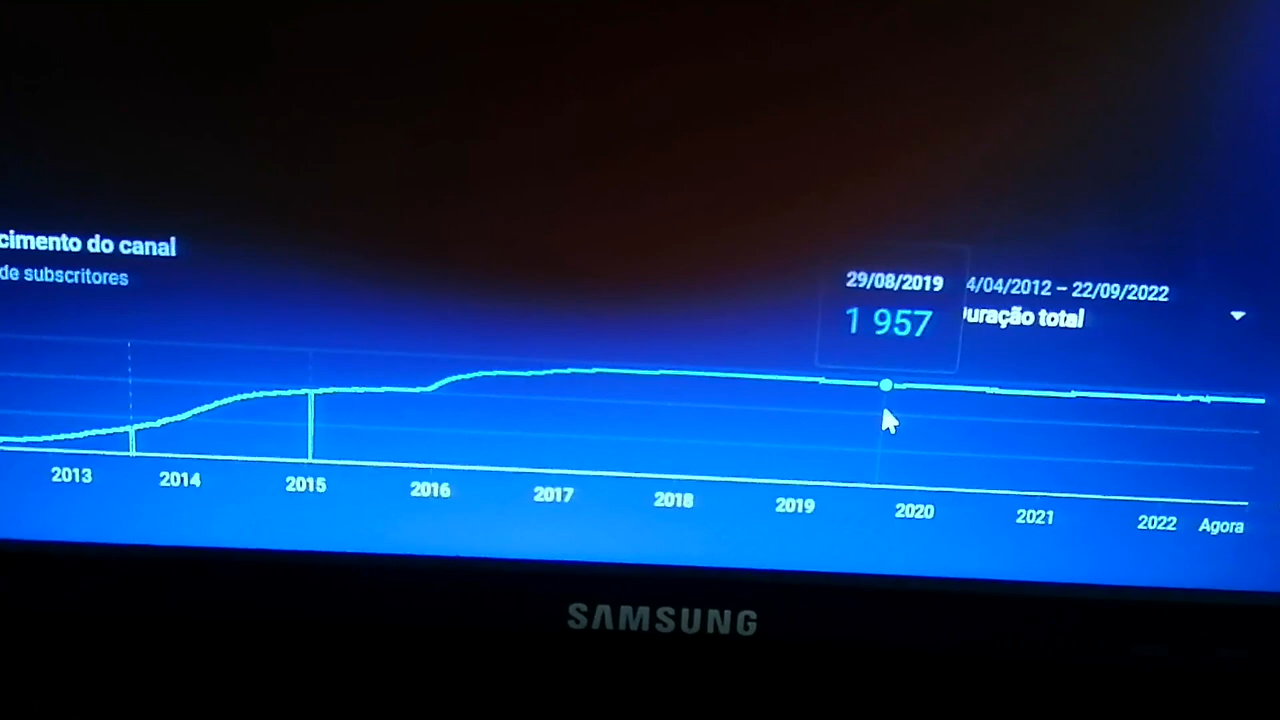 cimento do canal
de subscritores
29/08/2019
1 957
4/04/2012 – 22/09/2022
uração total
2013 2014 2015 2016 2017 2018 2019 2020 2021 2022 Agora
SAMSUNG